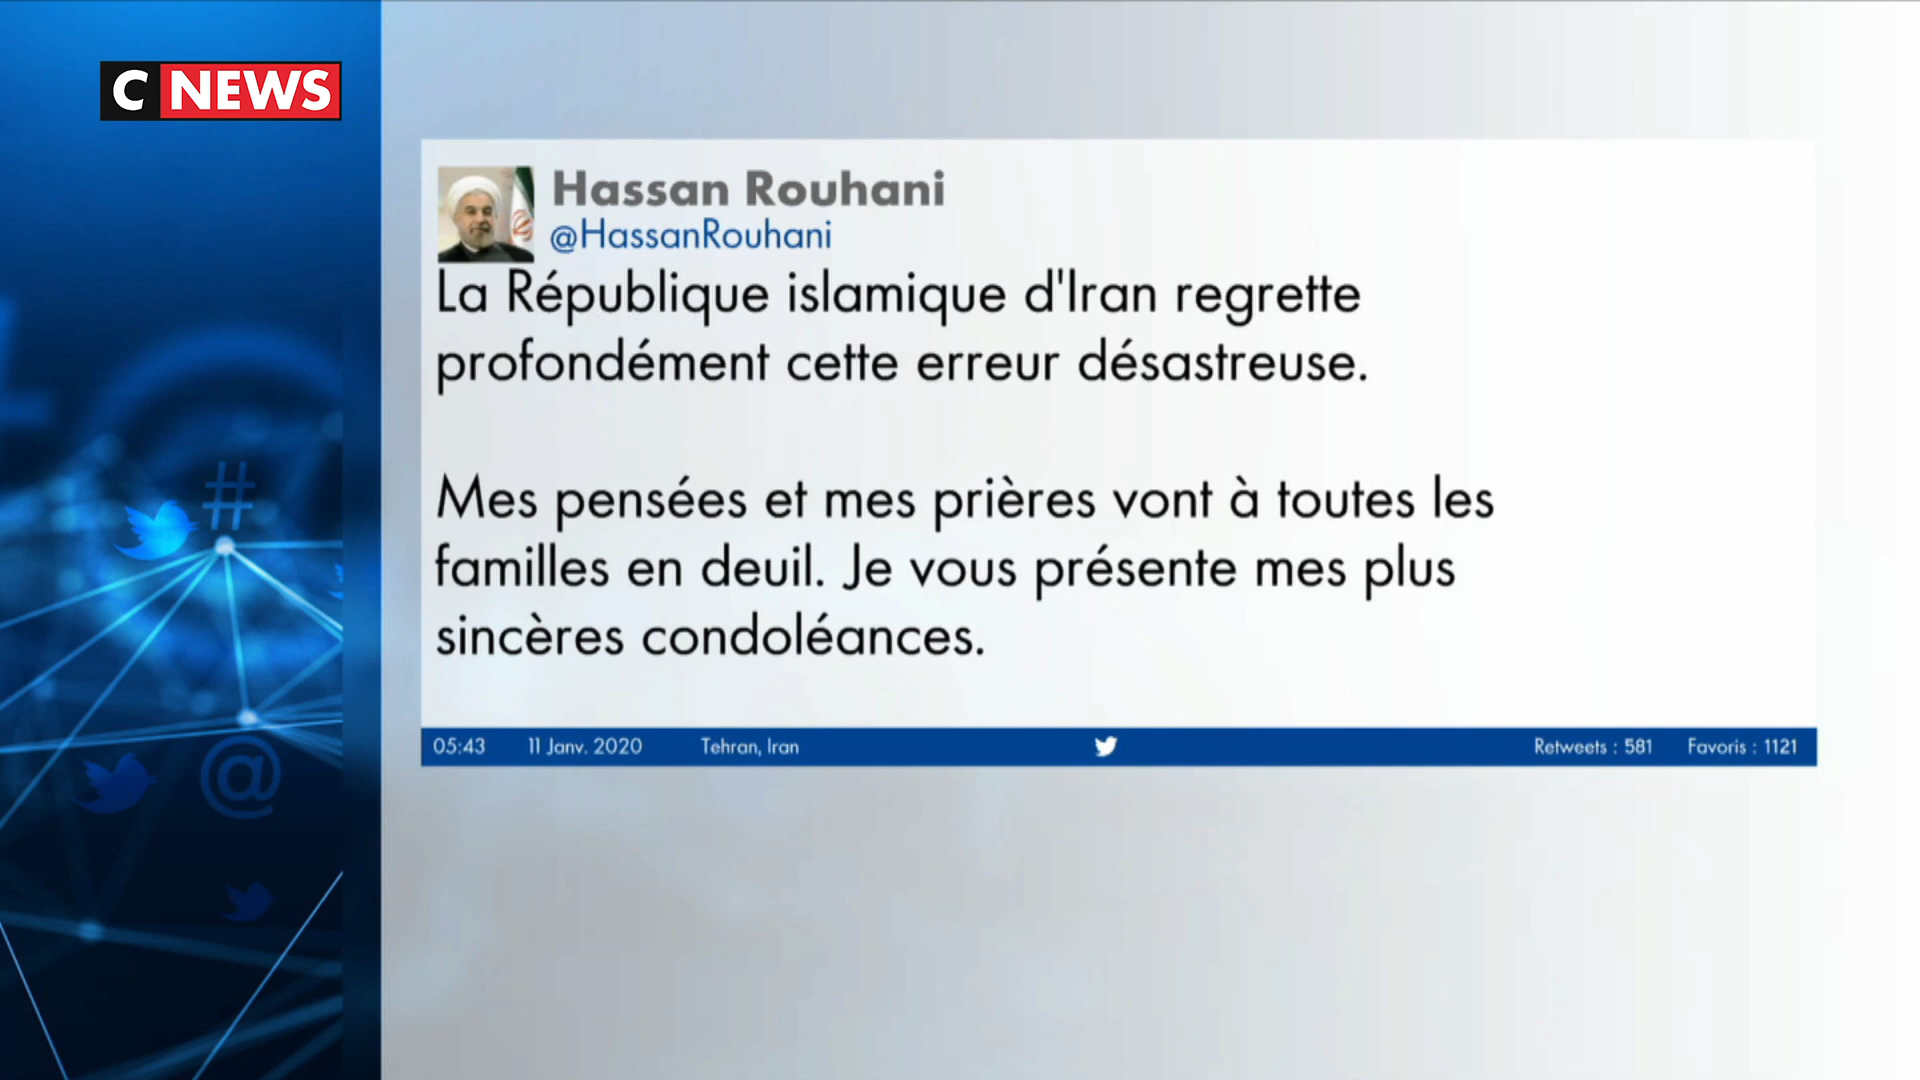 C NEWS
Hassan Rouhani
@HassanRouhani
La République islamique d'Iran regrette
profondément cette erreur désastreuse.
Mes pensées et mes prières vont à toutes les
familles en deuil. Je vous présente mes plus
sincères condoléances.
05:43 11 Janv. 2020 Tehran, Iran Retweets : 581 Favoris : 1121
#
@